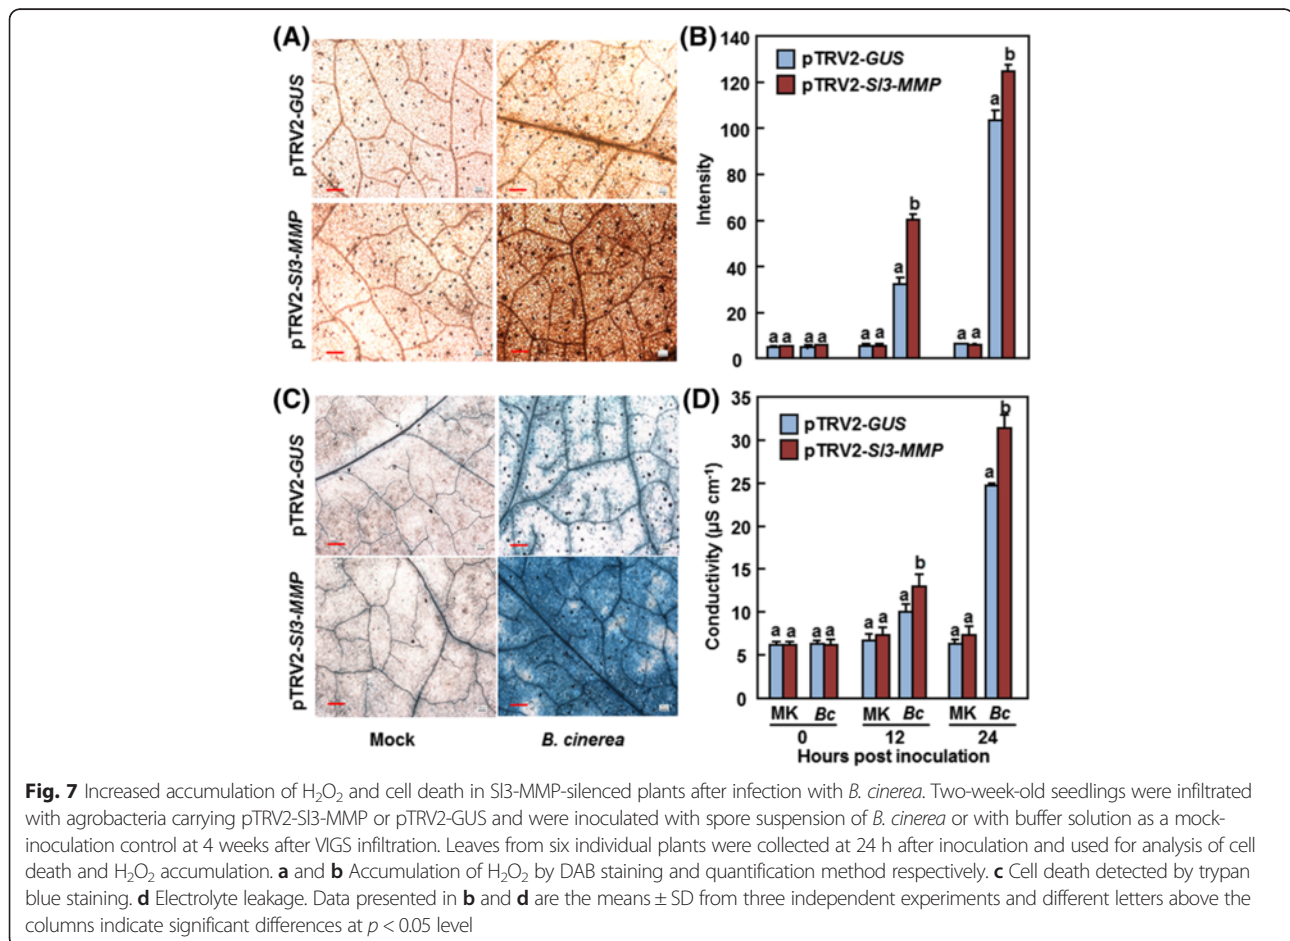 (A)
pTRV2-GUS
pTRV2-Sl3-MMP
(B)
pTRV2-GUS
pTRV2-Sl3-MMP
Intensity
140
120
100
80
60
40
20
0
a a a a
a a a b
a a a b
(C)
pTRV2-GUS
pTRV2-Sl3-MMP
Mock
B. cinerea
(D)
pTRV2-GUS
pTRV2-Sl3-MMP
Conductivity (µS cm⁻¹)
35
30
25
20
15
10
5
0
a a a a
a a a b
a a a b
MK Bc MK Bc MK Bc
0 12 24
Hours post inoculation
Fig. 7 Increased accumulation of H₂O₂ and cell death in Sl3-MMP-silenced plants after infection with B. cinerea. Two-week-old seedlings were infiltrated
with agrobacteria carrying pTRV2-Sl3-MMP or pTRV2-GUS and were inoculated with spore suspension of B. cinerea or with buffer solution as a mock-
inoculation control at 4 weeks after VIGS infiltration. Leaves from six individual plants were collected at 24 h after inoculation and used for analysis of cell
death and H₂O₂ accumulation. a and b Accumulation of H₂O₂ by DAB staining and quantification method respectively. c Cell death detected by trypan
blue staining. d Electrolyte leakage. Data presented in b and d are the means ± SD from three independent experiments and different letters above the
columns indicate significant differences at p < 0.05 level